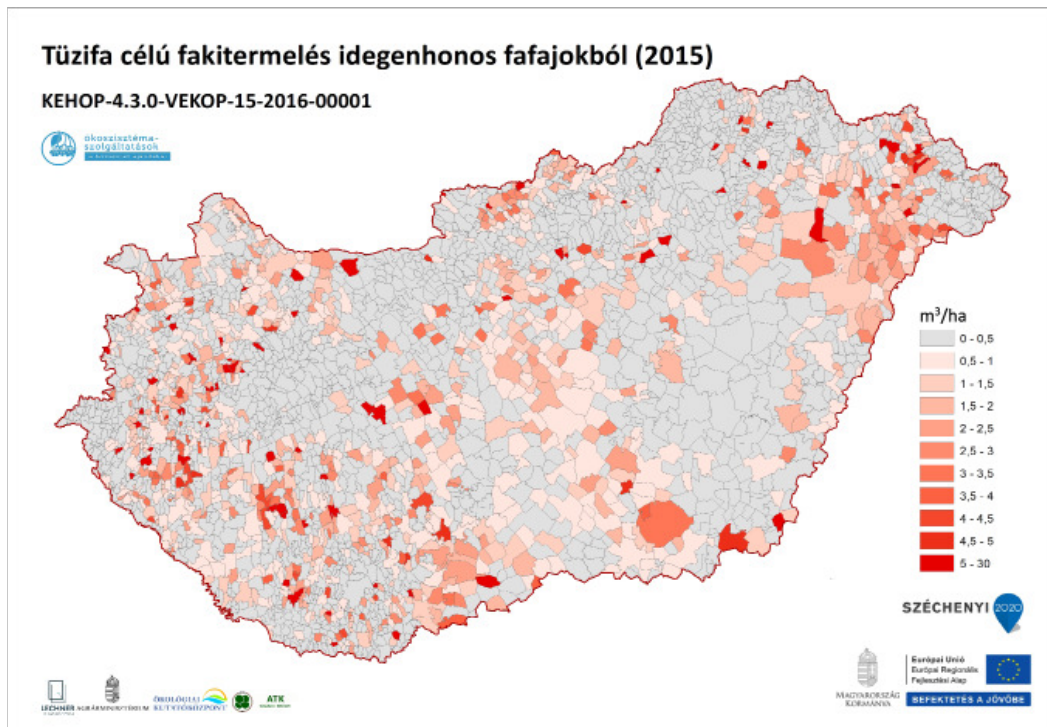 Tüzifa célú fakitermelés idegenhonos fafajokból (2015)
KEHOP-4.3.0-VEKOP-15-2016-00001
ökoszisztéma-
szolgáltatások
m³/ha
0 - 0,5
0,5 - 1
1 - 1,5
1,5 - 2
2 - 2,5
2,5 - 3
3 - 3,5
3,5 - 4
4 - 4,5
4,5 - 5
5 - 30
SZÉCHENYI 2020
LECHNER
AGRÁRMINISZTÉRIUM
ÖKOLÓGIAI
KUTATÓKÖZPONT
ATK
MAGYARORSZÁG
KORMÁNYA
Európai Unió
Európai Regionális
Fejlesztési Alap
BEFEKTETÉS A JÖVŐBE